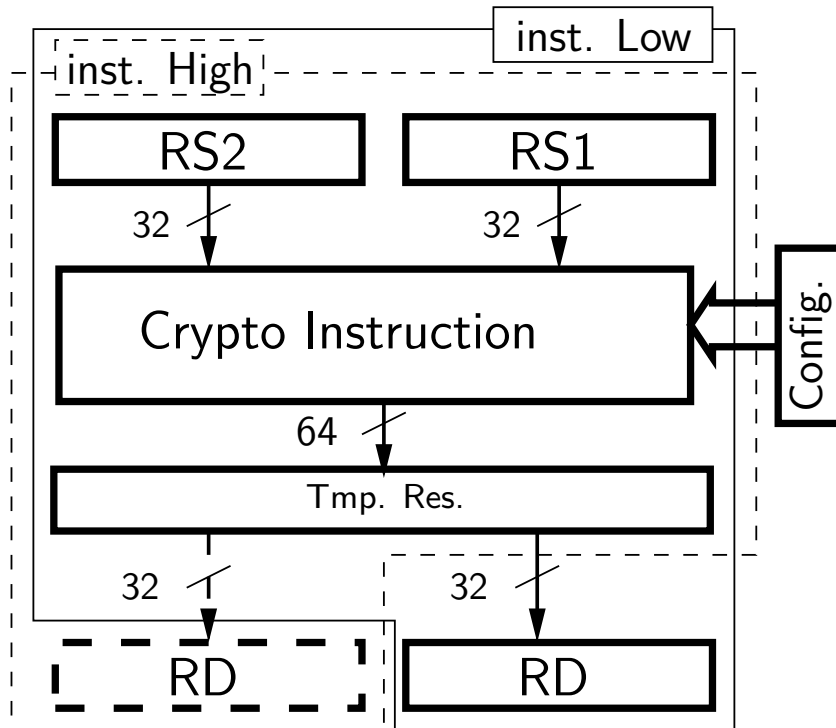 inst. Low
inst. High
RS2
RS1
32
32
Crypto Instruction
Config.
64
Tmp. Res.
32
32
RD
RD